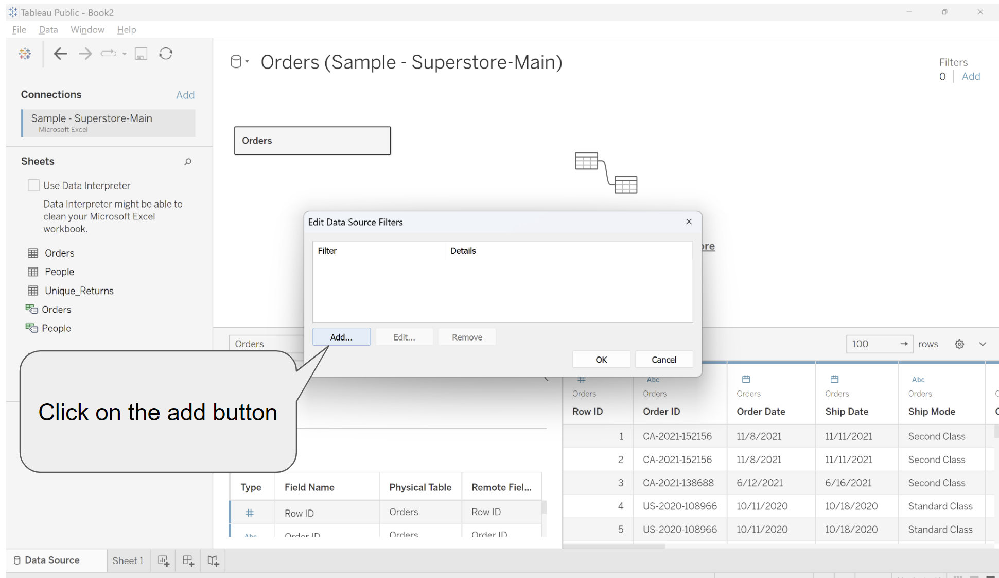 Tableau Public - Book2
File Data Window Help
Orders (Sample - Superstore-Main)
Filters
0 Add
Connections Add
Sample - Superstore-Main
Microsoft Excel
Orders
Sheets
Use Data Interpreter
Data Interpreter might be able to
clean your Microsoft Excel
workbook.
Orders
People
Unique_Returns
Orders
People
Edit Data Source Filters
Filter Details
Add... Edit... Remove
OK Cancel
Click on the add button
Orders
100 rows
Abc Abc
Orders Orders Orders Orders Orders
Row ID Order ID Order Date Ship Date Ship Mode
1 CA-2021-152156 11/8/2021 11/11/2021 Second Class
2 CA-2021-152156 11/8/2021 11/11/2021 Second Class
3 CA-2021-138688 6/12/2021 6/16/2021 Second Class
4 US-2020-108966 10/11/2020 10/18/2020 Standard Class
5 US-2020-108966 10/11/2020 10/18/2020 Standard Class
Type Field Name Physical Table Remote Fiel...
# Row ID Orders Row ID
Abc Order ID Orders Order ID
Data Source Sheet 1